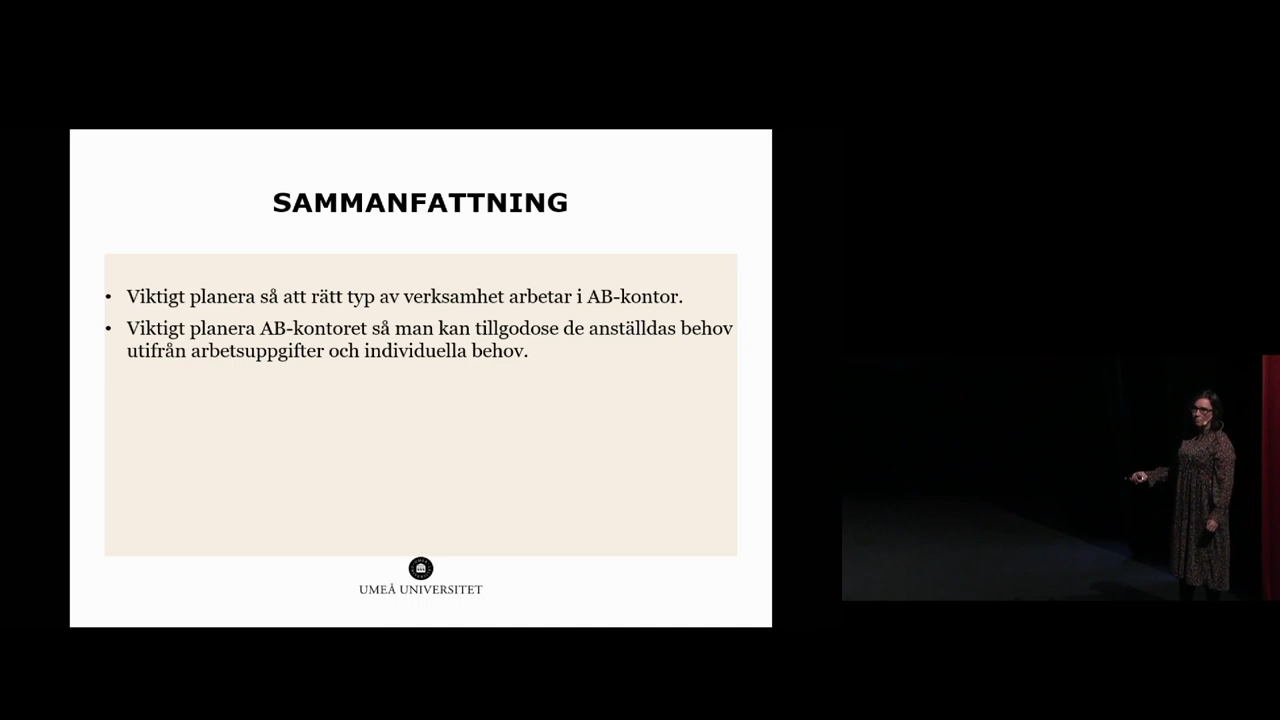 SAMMANFATTNING
• Viktigt planera så att rätt typ av verksamhet arbetar i AB-kontor.
• Viktigt planera AB-kontoret så man kan tillgodose de anställdas behov
utifrån arbetsuppgifter och individuella behov.
UMEÅ UNIVERSITET